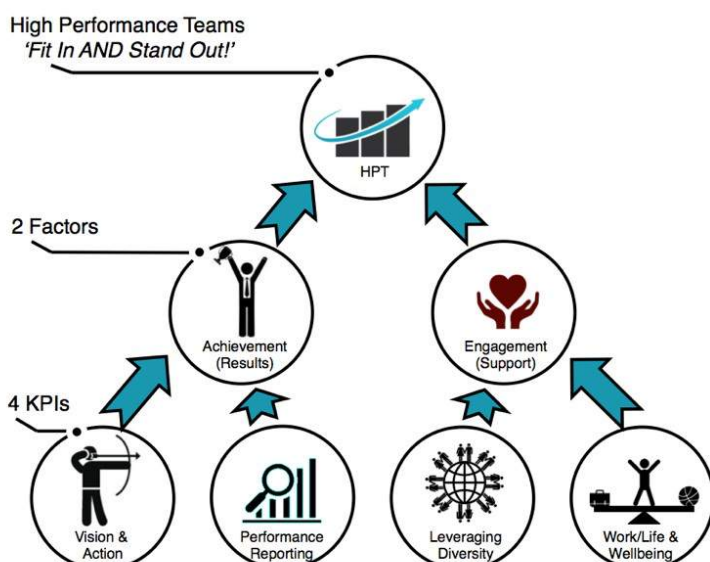 High Performance Teams
‘Fit In AND Stand Out!’
HPT
2 Factors
Achievement
(Results)
Engagement
(Support)
4 KPIs
Vision &
Action
Performance
Reporting
Leveraging
Diversity
Work/Life &
Wellbeing